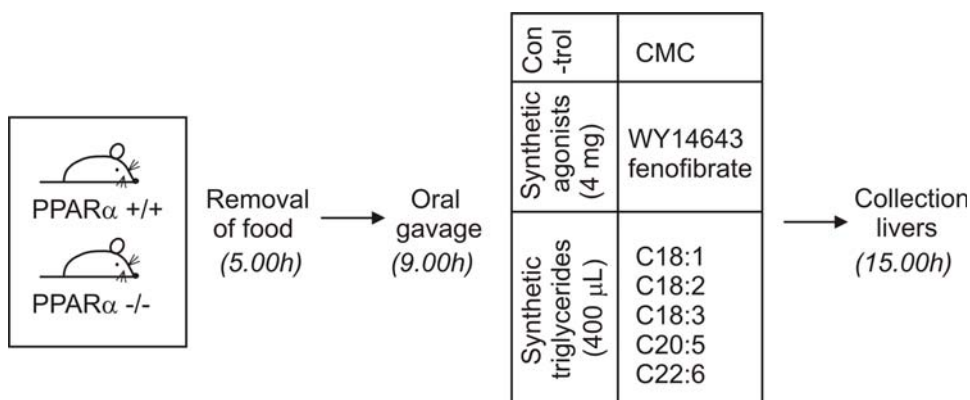 PPARα +/+
PPARα -/-
Removal
of food
(5.00h)
Oral
gavage
(9.00h)
Con
-trol
CMC
Synthetic
agonists
(4 mg)
WY14643
fenofibrate
Synthetic
triglycerides
(400 μL)
C18:1
C18:2
C18:3
C20:5
C22:6
Collection
livers
(15.00h)